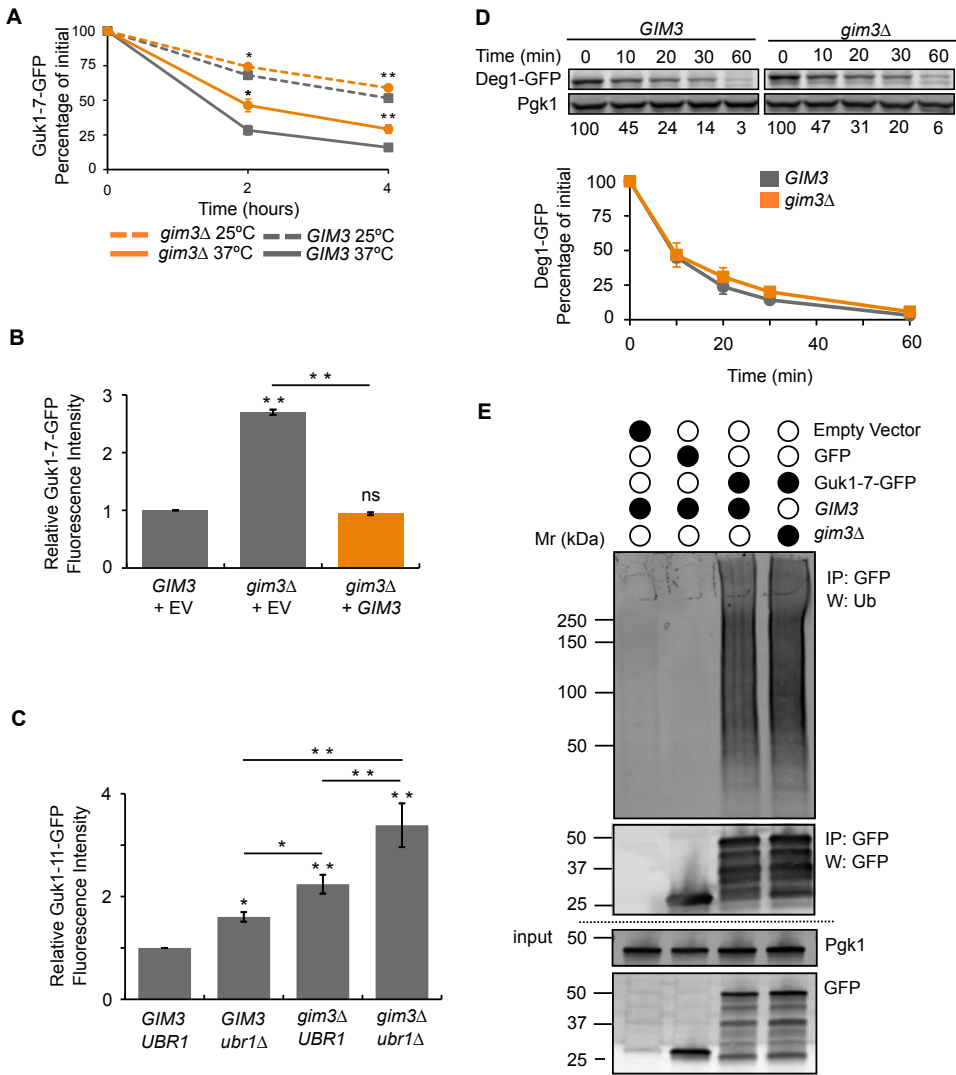 A
Guk1-7-GFP
Percentage of initial
100
75
50
25
0
*
**
*
**
0
2
4
Time (hours)
gim3Δ 25ºC
GIM3 25ºC
gim3Δ 37ºC
GIM3 37ºC
B
Relative Guk1-7-GFP
Fluorescence Intensity
3
2
1
0
* *
* *
ns
GIM3
+ EV
gim3Δ
+ EV
gim3Δ
+ GIM3
C
Relative Guk1-11-GFP
Fluorescence Intensity
4
2
1
0
* *
* *
* *
*
* *
*
GIM3
UBR1
GIM3
ubr1Δ
gim3Δ
UBR1
gim3Δ
ubr1Δ
D
GIM3
gim3Δ
Time (min) 0 10 20 30 60 0 10 20 30 60
Deg1-GFP
Pgk1
100 45 24 14 3 100 47 31 20 6
Deg1-GFP
Percentage of initial
100
75
50
25
0
GIM3
gim3Δ
0
20
40
60
Time (min)
E
Empty Vector
GFP
Guk1-7-GFP
GIM3
gim3Δ
Mr (kDa)
250
150
100
50
IP: GFP
W: Ub
50
37
25
IP: GFP
W: GFP
input
50
Pgk1
50
37
25
GFP